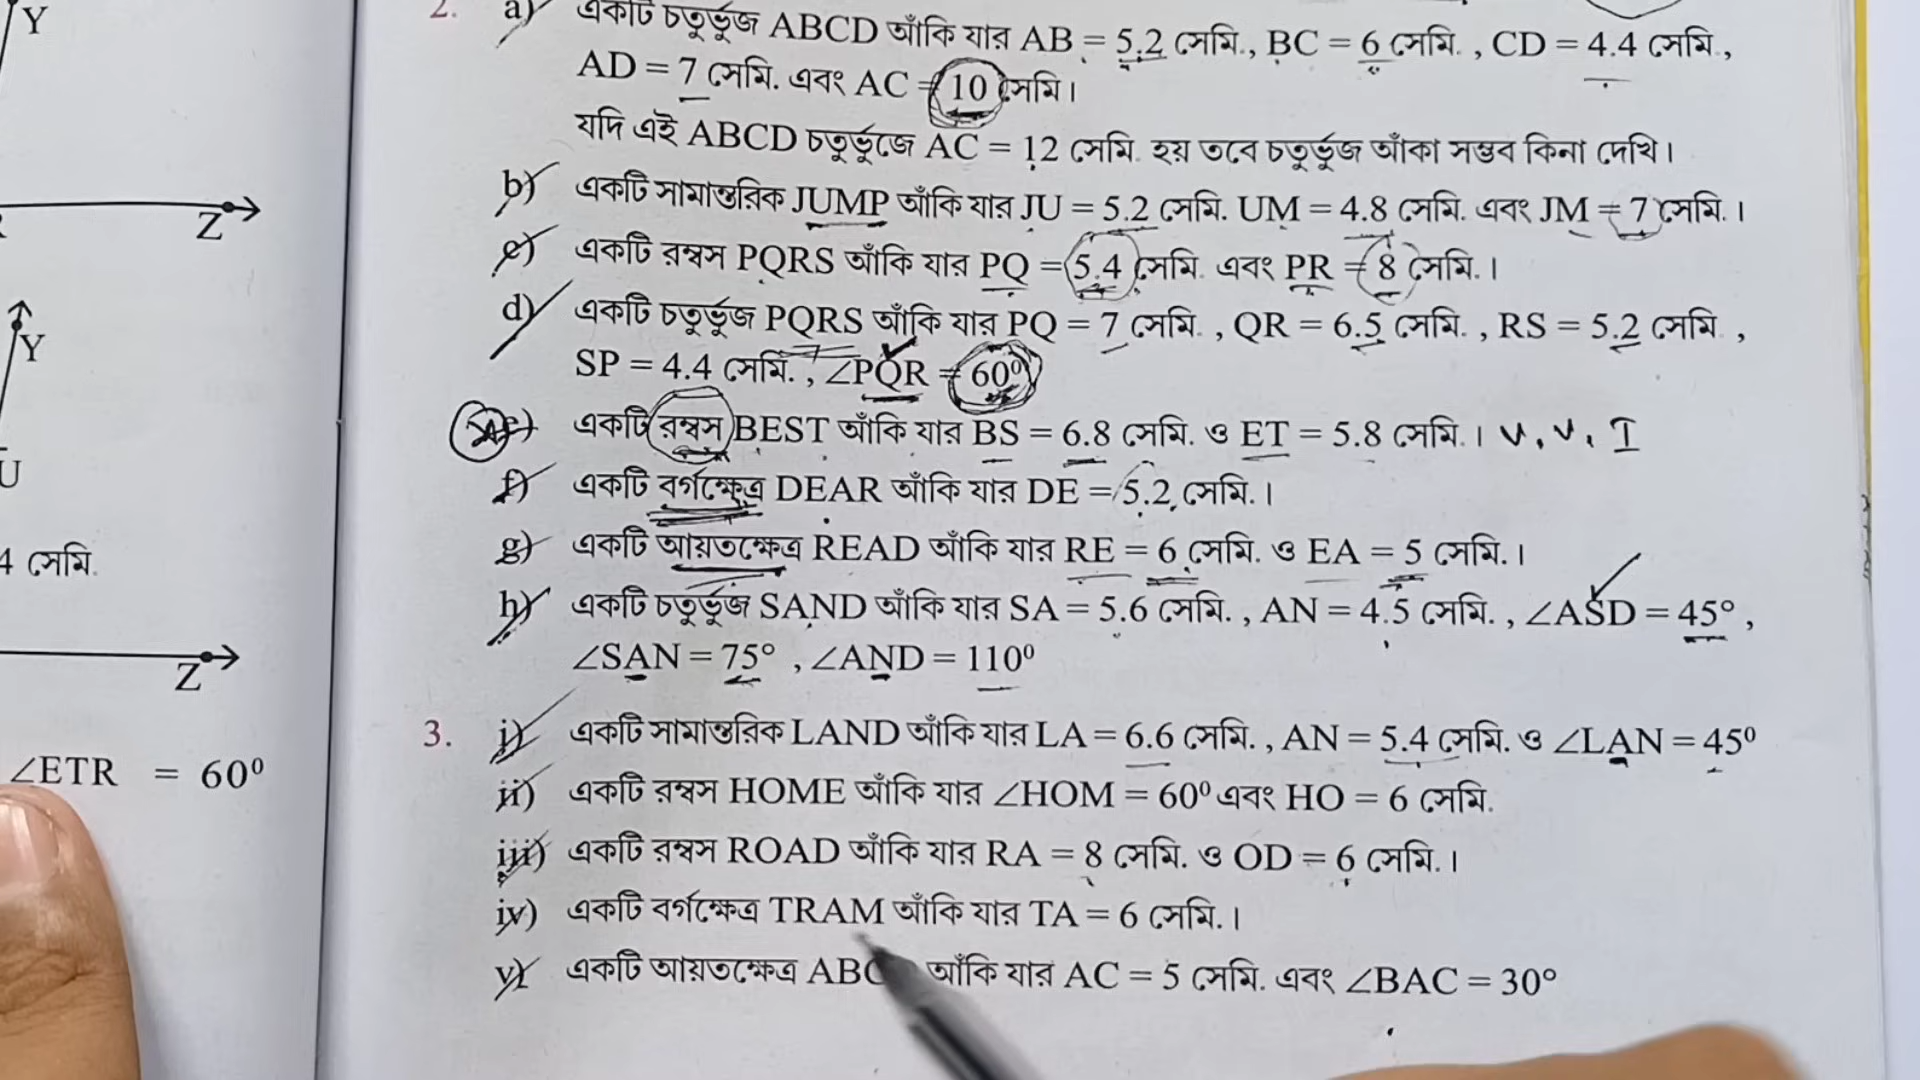 Y
Z
Y
U
4 সেমি.
Z
∠ETR = 60⁰
2. a) একটি চতুর্ভুজ ABCD আঁকি যার AB = 5.2 সেমি., BC = 6 সেমি. , CD = 4.4 সেমি.,
AD = 7 সেমি. এবং AC = 10 সেমি।
যদি এই ABCD চতুর্ভুজে AC = 12 সেমি. হয় তবে চতুর্ভুজ আঁকা সম্ভব কিনা দেখি।
b) একটি সামান্তরিক JUMP আঁকি যার JU = 5.2 সেমি. UM = 4.8 সেমি. এবং JM = 7 সেমি.।
c) একটি রম্বস PQRS আঁকি যার PQ = 5.4 সেমি. এবং PR = 8 সেমি.।
d) একটি চতুর্ভুজ PQRS আঁকি যার PQ = 7 সেমি. , QR = 6.5 সেমি. , RS = 5.2 সেমি. ,
SP = 4.4 সেমি. , ∠PQR = 60⁰
e) একটি রম্বস BEST আঁকি যার BS = 6.8 সেমি. ও ET = 5.8 সেমি.। V. V. I
f) একটি বর্গক্ষেত্র DEAR আঁকি যার DE = 5.2 সেমি.।
g) একটি আয়তক্ষেত্র READ আঁকি যার RE = 6 সেমি. ও EA = 5 সেমি.।
h) একটি চতুর্ভুজ SAND আঁকি যার SA = 5.6 সেমি. , AN = 4.5 সেমি. , ∠ASD = 45° ,
∠SAN = 75° , ∠AND = 110⁰
3. i) একটি সামান্তরিক LAND আঁকি যার LA = 6.6 সেমি. , AN = 5.4 সেমি. ও ∠LAN = 45⁰
ii) একটি রম্বস HOME আঁকি যার ∠HOM = 60⁰ এবং HO = 6 সেমি.
iii) একটি রম্বস ROAD আঁকি যার RA = 8 সেমি. ও OD = 6 সেমি.।
iv) একটি বর্গক্ষেত্র TRAM আঁকি যার TA = 6 সেমি.।
v) একটি আয়তক্ষেত্র ABC আঁকি যার AC = 5 সেমি. এবং ∠BAC = 30°